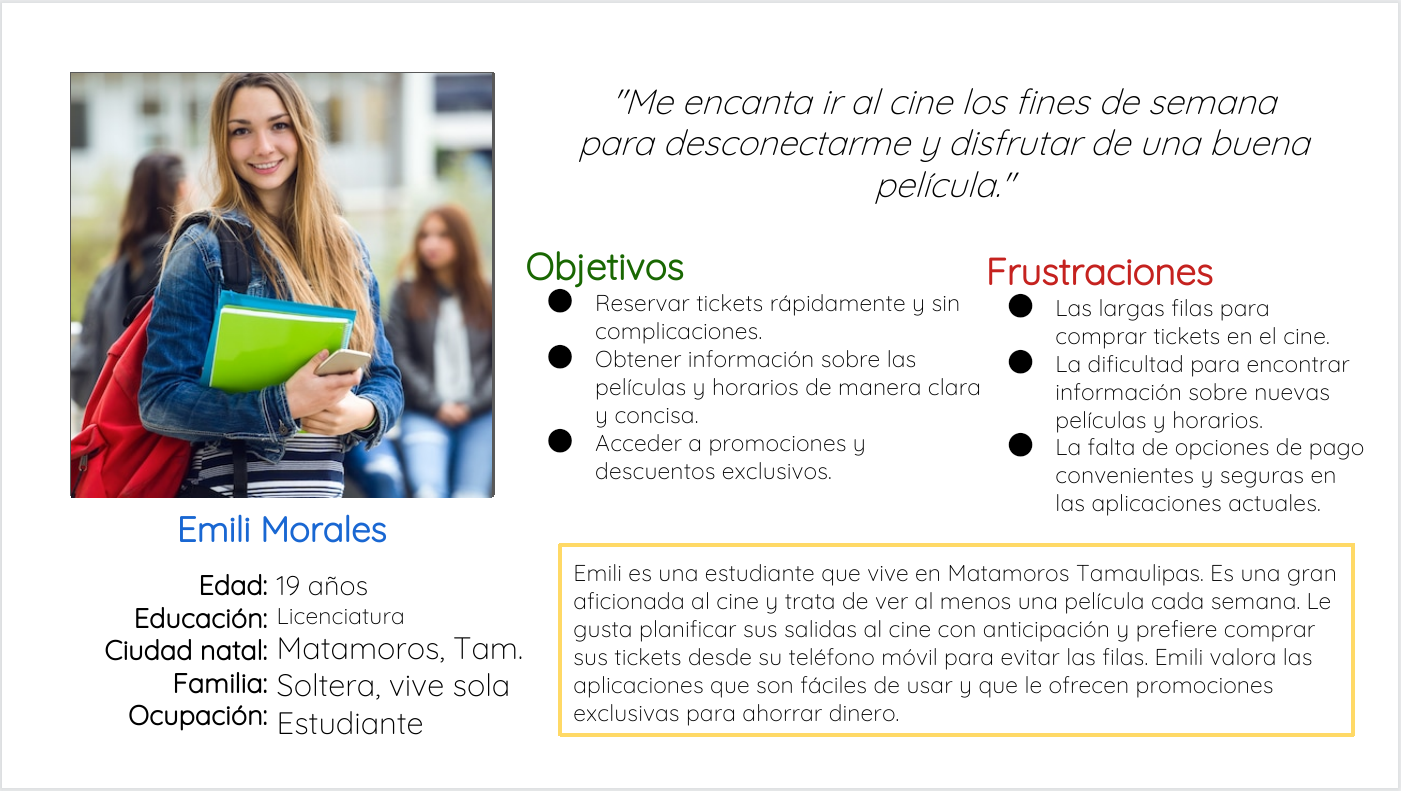 "Me encanta ir al cine los fines de semana
para desconectarme y disfrutar de una buena
película."
Objetivos
● Reservar tickets rápidamente y sin
complicaciones.
● Obtener información sobre las
películas y horarios de manera clara
y concisa.
● Acceder a promociones y
descuentos exclusivos.
Frustraciones
● Las largas filas para
comprar tickets en el cine.
● La dificultad para encontrar
información sobre nuevas
películas y horarios.
● La falta de opciones de pago
convenientes y seguras en
las aplicaciones actuales.
Emili Morales
Edad: 19 años
Educación: Licenciatura
Ciudad natal: Matamoros, Tam.
Familia: Soltera, vive sola
Ocupación: Estudiante
Emili es una estudiante que vive en Matamoros Tamaulipas. Es una gran
aficionada al cine y trata de ver al menos una película cada semana. Le
gusta planificar sus salidas al cine con anticipación y prefiere comprar
sus tickets desde su teléfono móvil para evitar las filas. Emili valora las
aplicaciones que son fáciles de usar y que le ofrecen promociones
exclusivas para ahorrar dinero.